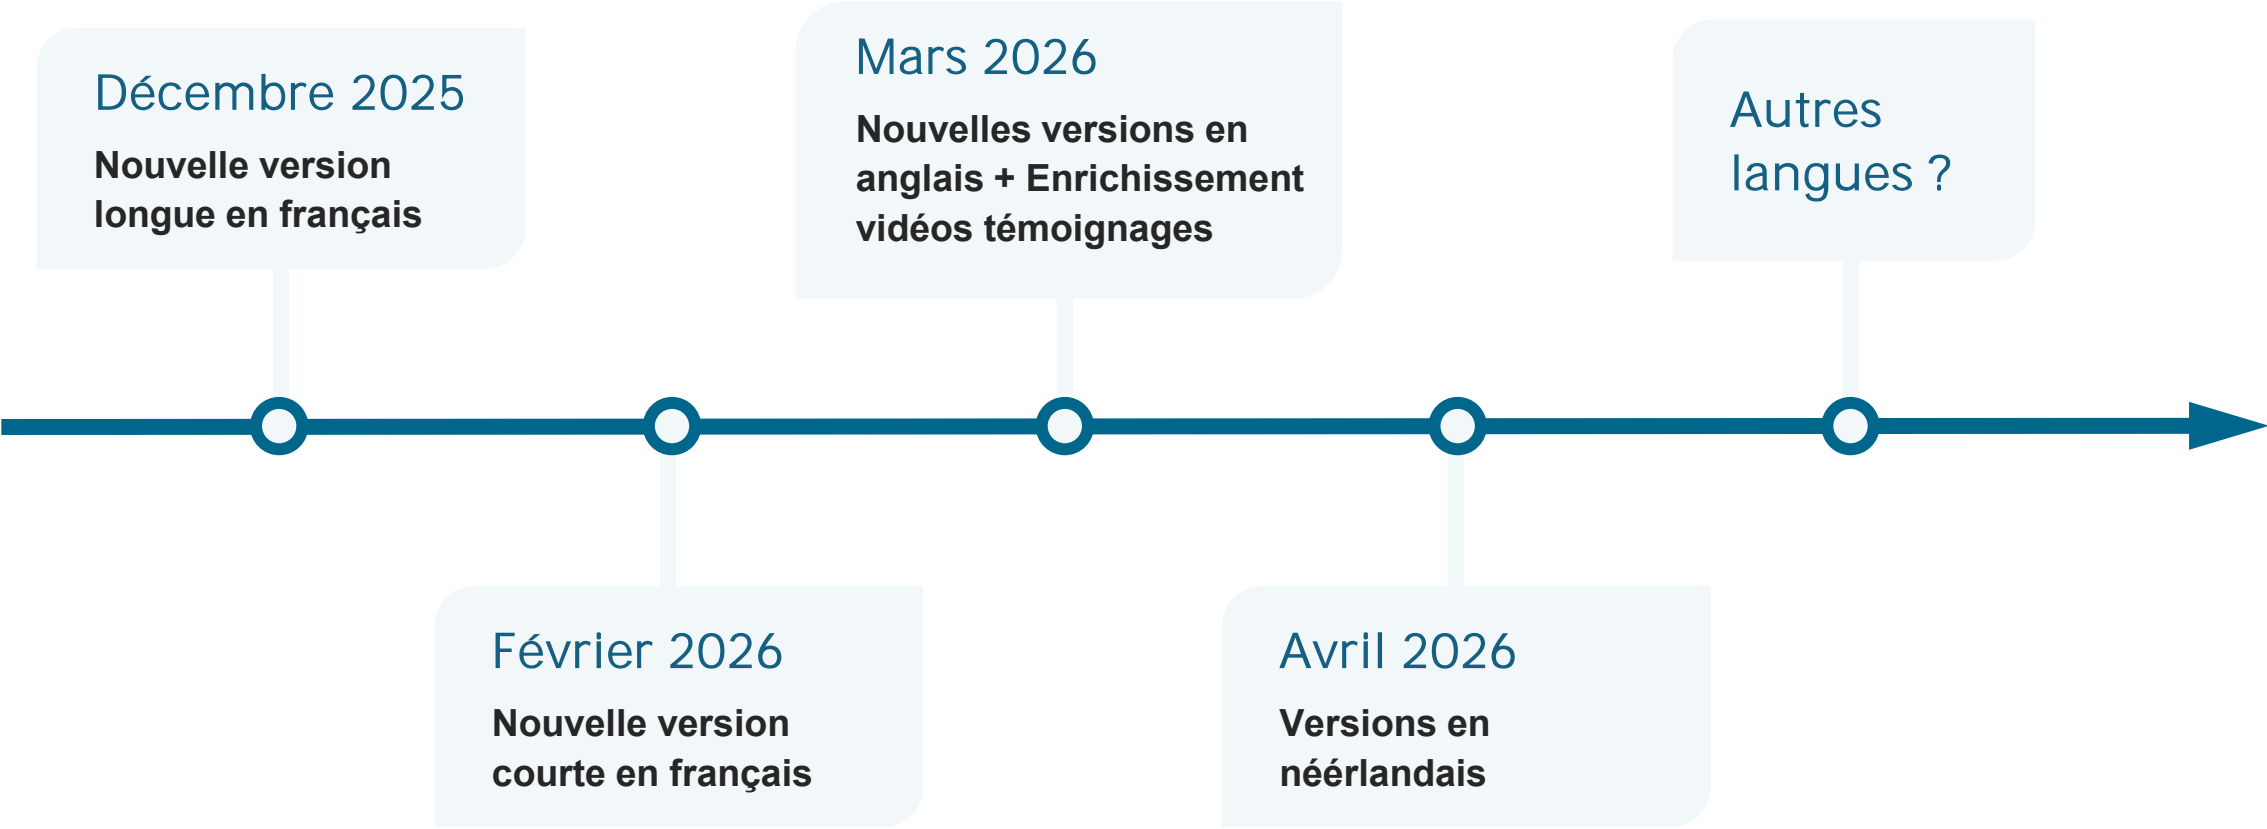 Décembre 2025
Nouvelle version
longue en français
Février 2026
Nouvelle version
courte en français
Mars 2026
Nouvelles versions en
anglais + Enrichissement
vidéos témoignages
Avril 2026
Versions en
néérlandais
Autres
langues ?